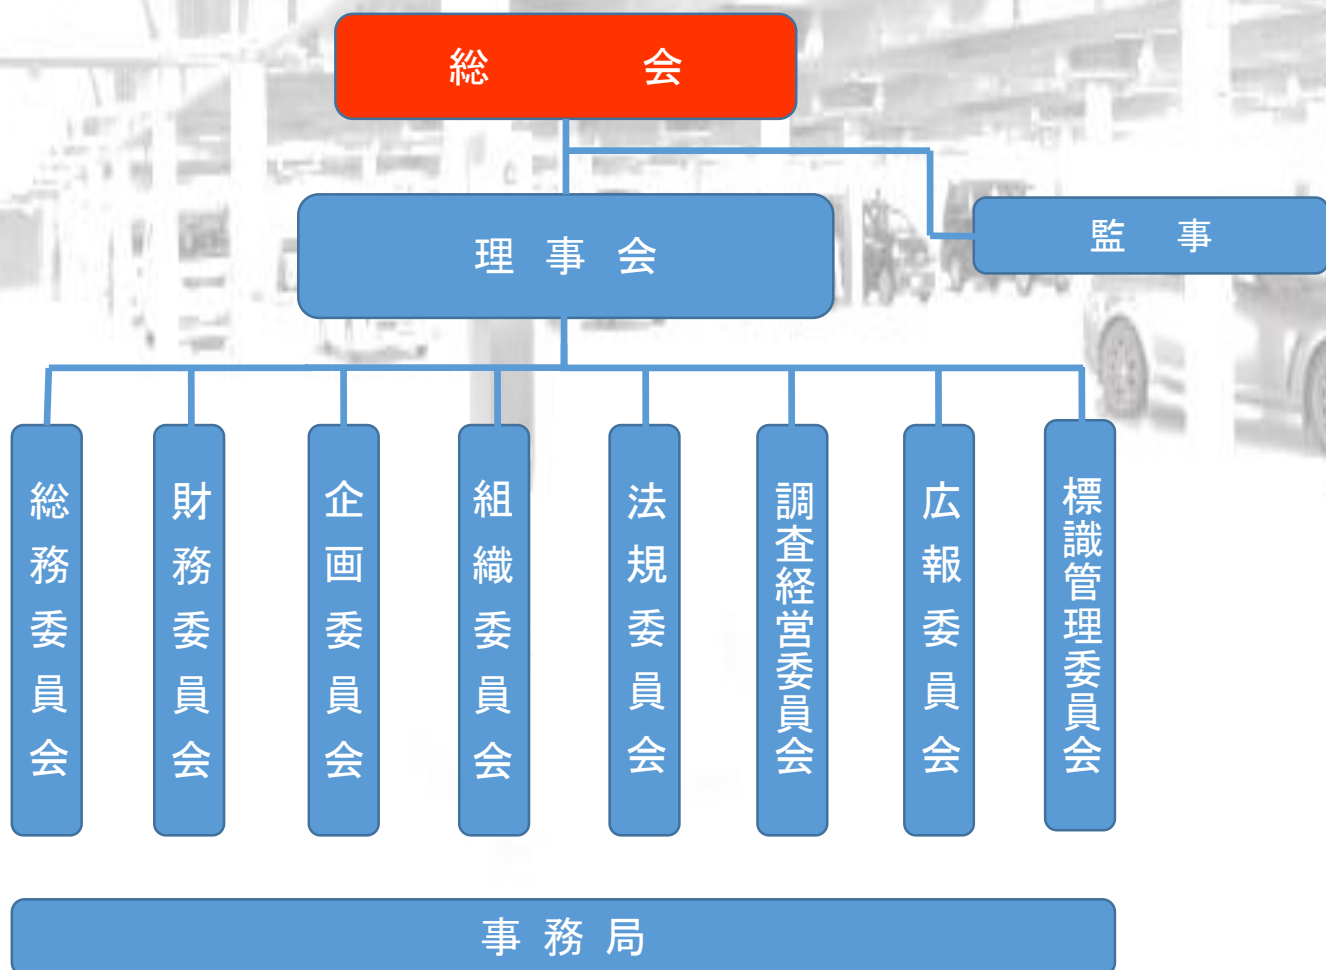 総 会
理 事 会
監 事
総務委員会
財務委員会
企画委員会
組織委員会
法規委員会
調査経営委員会
広報委員会
標識管理委員会
事 務 局